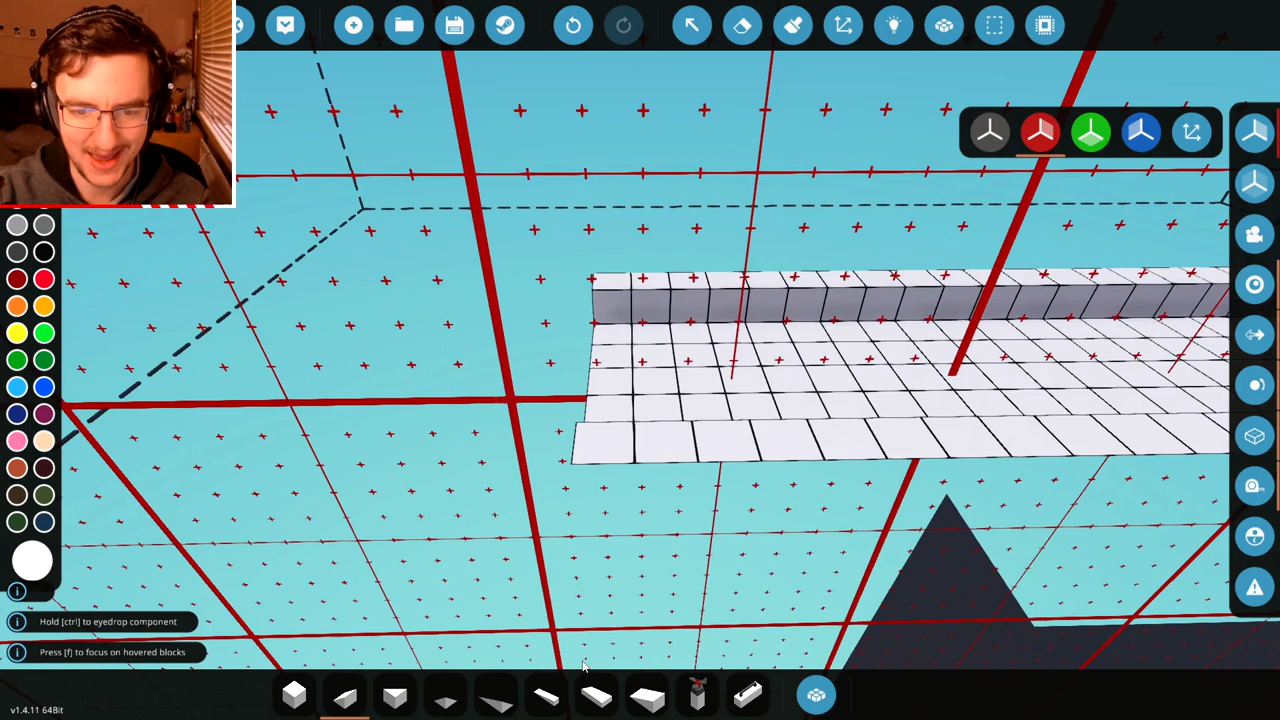 Hold [ctrl] to eyedrop component
Press [f] to focus on hovered blocks
v1.4.11 64Bit